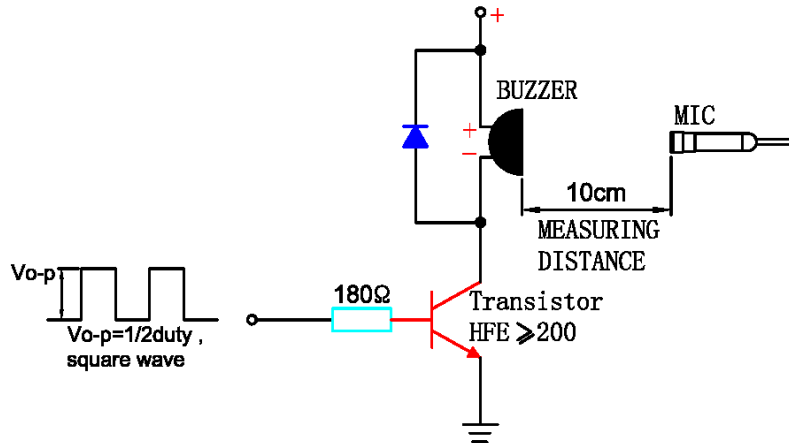 +
BUZZER
MIC
+
−
10cm
MEASURING
DISTANCE
Vo-p
180Ω
Transistor
HFE ⩾200
Vo-p=1/2duty ,
square wave